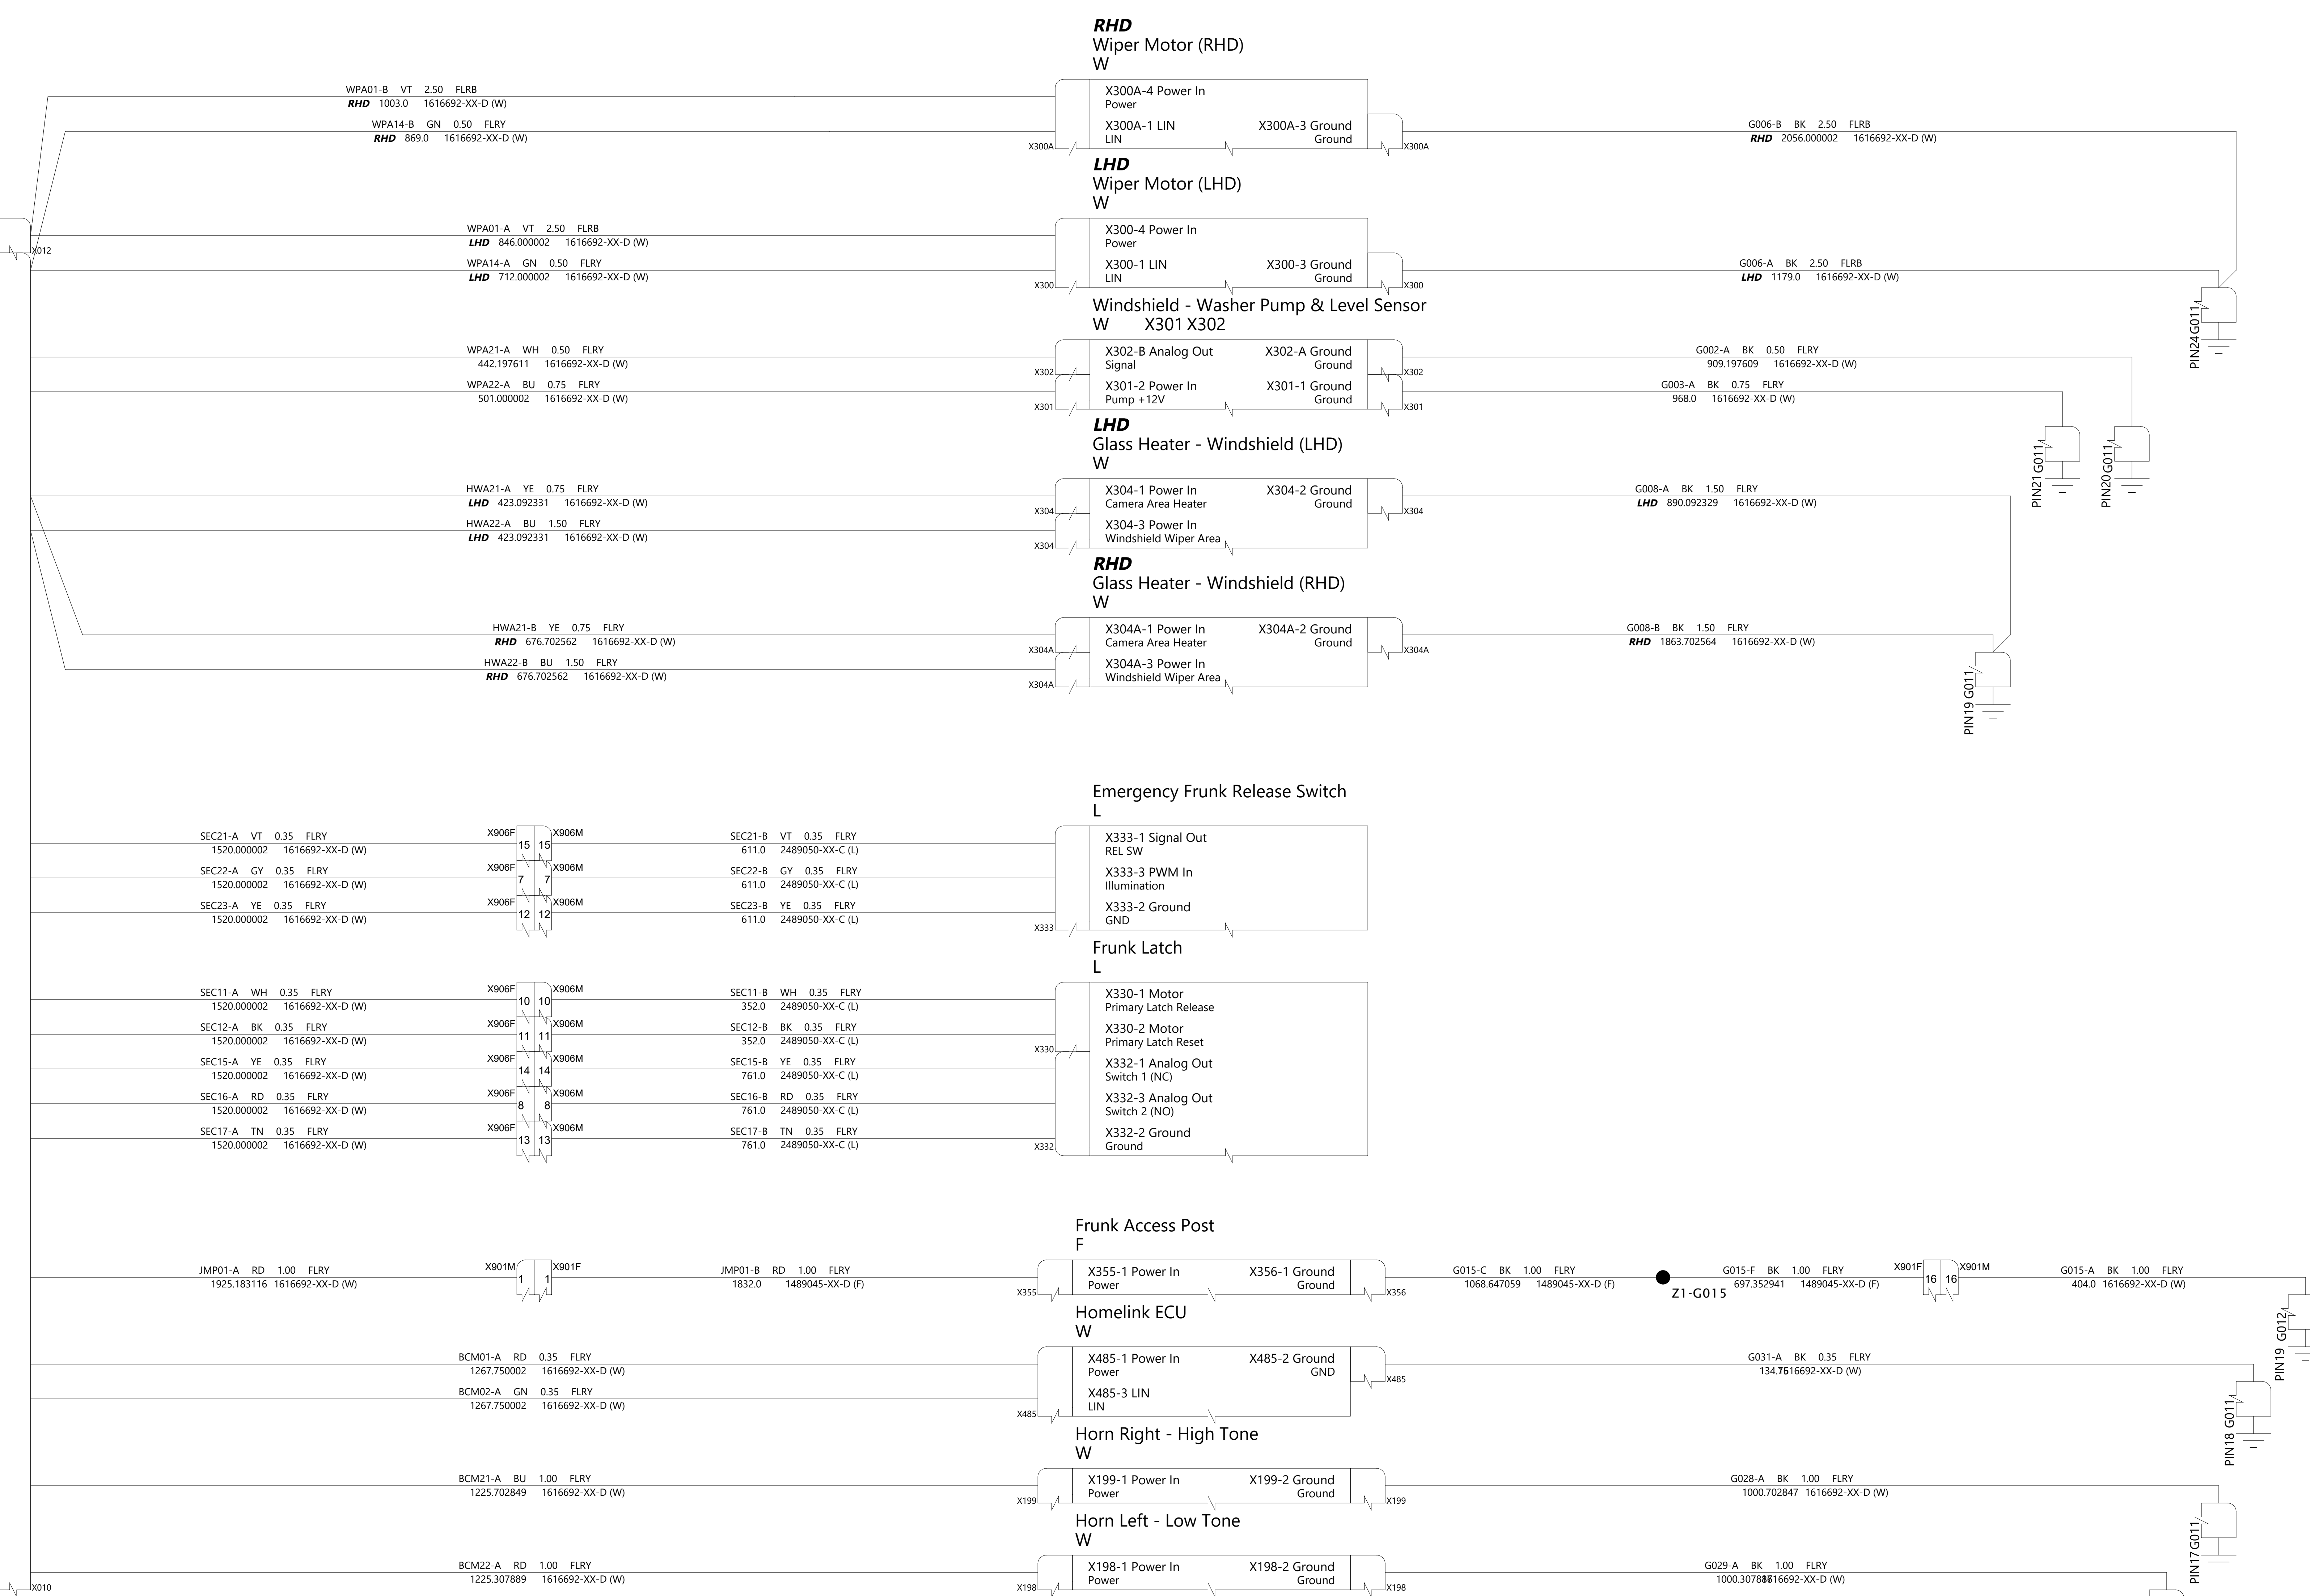 RHD
Wiper Motor (RHD)
W
WPA01-B VT 2.50 FLRB
RHD 1003.0 1616692-XX-D (W)
X300A-4 Power In
Power
WPA14-B GN 0.50 FLRY
RHD 869.0 1616692-XX-D (W)
X300A-1 LIN
LIN
X300A-3 Ground
Ground
X300A
X300A
G006-B BK 2.50 FLRB
RHD 2056.000002 1616692-XX-D (W)
LHD
Wiper Motor (LHD)
W
X012
WPA01-A VT 2.50 FLRB
LHD 846.000002 1616692-XX-D (W)
X300-4 Power In
Power
WPA14-A GN 0.50 FLRY
LHD 712.000002 1616692-XX-D (W)
X300-1 LIN
LIN
X300-3 Ground
Ground
X300
X300
G006-A BK 2.50 FLRB
LHD 1179.0 1616692-XX-D (W)
PIN24 G011
Windshield - Washer Pump & Level Sensor
W X301 X302
WPA21-A WH 0.50 FLRY
442.197611 1616692-XX-D (W)
X302-B Analog Out
Signal
X302-A Ground
Ground
X302
X302
G002-A BK 0.50 FLRY
909.197609 1616692-XX-D (W)
WPA22-A BU 0.75 FLRY
501.000002 1616692-XX-D (W)
X301-2 Power In
Pump +12V
X301-1 Ground
Ground
X301
X301
G003-A BK 0.75 FLRY
968.0 1616692-XX-D (W)
PIN21 G011
PIN20 G011
LHD
Glass Heater - Windshield (LHD)
W
HWA21-A YE 0.75 FLRY
LHD 423.092331 1616692-XX-D (W)
X304-1 Power In
Camera Area Heater
X304-2 Ground
Ground
X304
X304
G008-A BK 1.50 FLRY
LHD 890.092329 1616692-XX-D (W)
HWA22-A BU 1.50 FLRY
LHD 423.092331 1616692-XX-D (W)
X304-3 Power In
Windshield Wiper Area
X304
RHD
Glass Heater - Windshield (RHD)
W
HWA21-B YE 0.75 FLRY
RHD 676.702562 1616692-XX-D (W)
X304A-1 Power In
Camera Area Heater
X304A-2 Ground
Ground
X304A
X304A
G008-B BK 1.50 FLRY
RHD 1863.702564 1616692-XX-D (W)
HWA22-B BU 1.50 FLRY
RHD 676.702562 1616692-XX-D (W)
X304A-3 Power In
Windshield Wiper Area
X304A
PIN19 G011
Emergency Frunk Release Switch
L
SEC21-A VT 0.35 FLRY
1520.000002 1616692-XX-D (W)
X906F 15 15 X906M
SEC21-B VT 0.35 FLRY
611.0 2489050-XX-C (L)
X333-1 Signal Out
REL SW
SEC22-A GY 0.35 FLRY
1520.000002 1616692-XX-D (W)
X906F 7 7 X906M
SEC22-B GY 0.35 FLRY
611.0 2489050-XX-C (L)
X333-3 PWM In
Illumination
SEC23-A YE 0.35 FLRY
1520.000002 1616692-XX-D (W)
X906F 12 12 X906M
SEC23-B YE 0.35 FLRY
611.0 2489050-XX-C (L)
X333-2 Ground
GND
X333
Frunk Latch
L
SEC11-A WH 0.35 FLRY
1520.000002 1616692-XX-D (W)
X906F 10 10 X906M
SEC11-B WH 0.35 FLRY
352.0 2489050-XX-C (L)
X330-1 Motor
Primary Latch Release
SEC12-A BK 0.35 FLRY
1520.000002 1616692-XX-D (W)
X906F 11 11 X906M
SEC12-B BK 0.35 FLRY
352.0 2489050-XX-C (L)
X330-2 Motor
Primary Latch Reset
X330
SEC15-A YE 0.35 FLRY
1520.000002 1616692-XX-D (W)
X906F 14 14 X906M
SEC15-B YE 0.35 FLRY
761.0 2489050-XX-C (L)
X332-1 Analog Out
Switch 1 (NC)
SEC16-A RD 0.35 FLRY
1520.000002 1616692-XX-D (W)
X906F 8 8 X906M
SEC16-B RD 0.35 FLRY
761.0 2489050-XX-C (L)
X332-3 Analog Out
Switch 2 (NO)
SEC17-A TN 0.35 FLRY
1520.000002 1616692-XX-D (W)
X906F 13 13 X906M
SEC17-B TN 0.35 FLRY
761.0 2489050-XX-C (L)
X332-2 Ground
Ground
X332
Frunk Access Post
F
JMP01-A RD 1.00 FLRY
1925.183116 1616692-XX-D (W)
X901M 1 1 X901F
JMP01-B RD 1.00 FLRY
1832.0 1489045-XX-D (F)
X355-1 Power In
Power
X356-1 Ground
Ground
X355
X356
G015-C BK 1.00 FLRY
1068.647059 1489045-XX-D (F)
Z1-G015
G015-F BK 1.00 FLRY
697.352941 1489045-XX-D (F)
X901F 16 16 X901M
G015-A BK 1.00 FLRY
404.0 1616692-XX-D (W)
PIN19 G012
Homelink ECU
W
BCM01-A RD 0.35 FLRY
1267.750002 1616692-XX-D (W)
X485-1 Power In
Power
X485-2 Ground
GND
X485
G031-A BK 0.35 FLRY
134.75 1616692-XX-D (W)
BCM02-A GN 0.35 FLRY
1267.750002 1616692-XX-D (W)
X485-3 LIN
LIN
X485
PIN18 G011
Horn Right - High Tone
W
BCM21-A BU 1.00 FLRY
1225.702849 1616692-XX-D (W)
X199-1 Power In
Power
X199-2 Ground
Ground
X199
X199
G028-A BK 1.00 FLRY
1000.702847 1616692-XX-D (W)
PIN17 G011
Horn Left - Low Tone
W
BCM22-A RD 1.00 FLRY
1225.307889 1616692-XX-D (W)
X198-1 Power In
Power
X198-2 Ground
Ground
X198
X198
G029-A BK 1.00 FLRY
1000.307887 1616692-XX-D (W)
X010